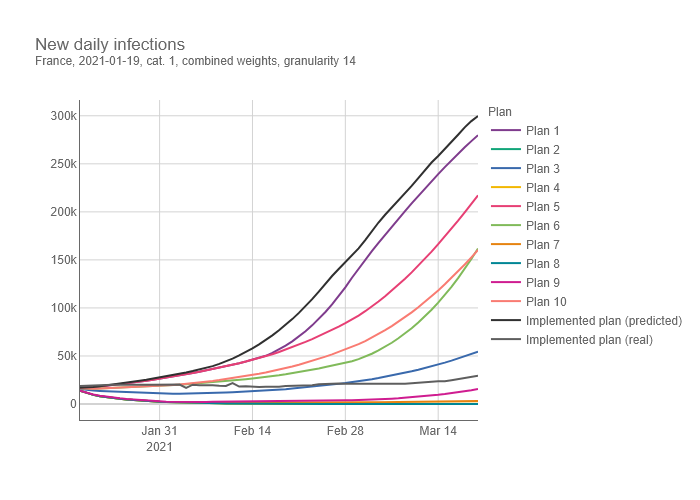 New daily infections
France, 2021-01-19, cat. 1, combined weights, granularity 14
300k
250k
200k
150k
100k
50k
0
Jan 31
2021
Feb 14
Feb 28
Mar 14
Plan
Plan 1
Plan 2
Plan 3
Plan 4
Plan 5
Plan 6
Plan 7
Plan 8
Plan 9
Plan 10
Implemented plan (predicted)
Implemented plan (real)